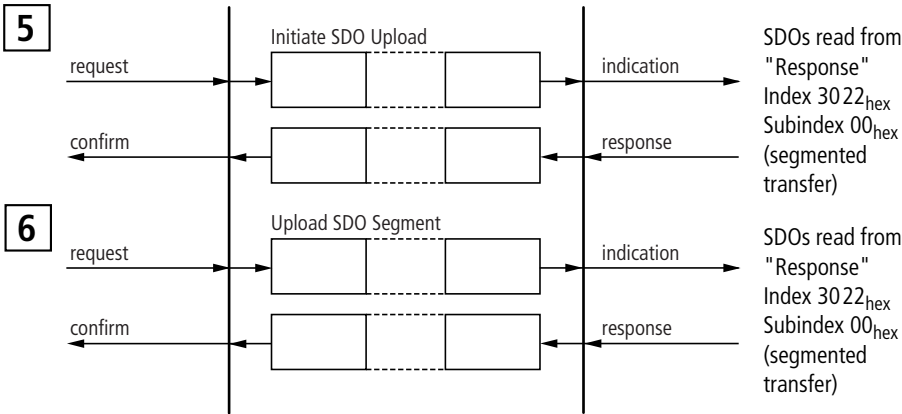 5
Initiate SDO Upload
request
indication
confirm
response
SDOs read from
"Response"
Index 3022hex
Subindex 00hex
(segmented
transfer)
6
Upload SDO Segment
request
indication
confirm
response
SDOs read from
"Response"
Index 3022hex
Subindex 00hex
(segmented
transfer)